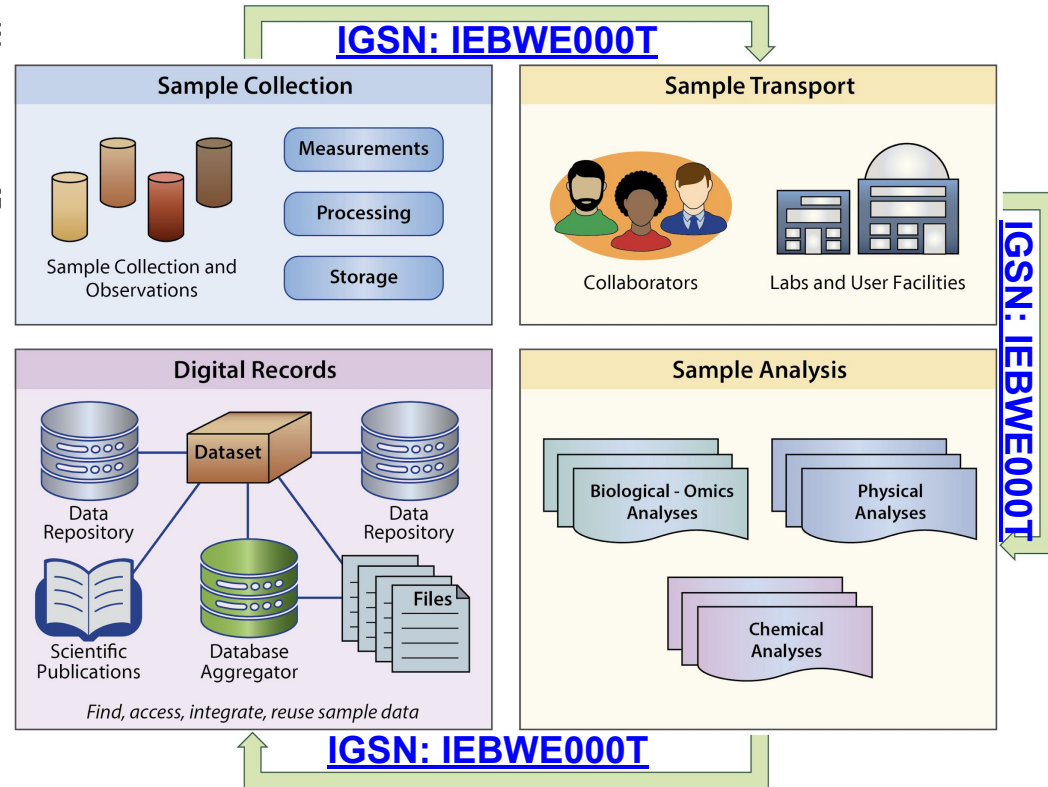 IGSN: IEBWE000T
Sample Collection
Measurements
Processing
Storage
Sample Collection and
Observations
Sample Transport
Collaborators
Labs and User Facilities
IGSN: IEBWE000T
Digital Records
Dataset
Data
Repository
Data
Repository
Scientific
Publications
Database
Aggregator
Files
Find, access, integrate, reuse sample data
Sample Analysis
Biological - Omics
Analyses
Physical
Analyses
Chemical
Analyses
IGSN: IEBWE000T